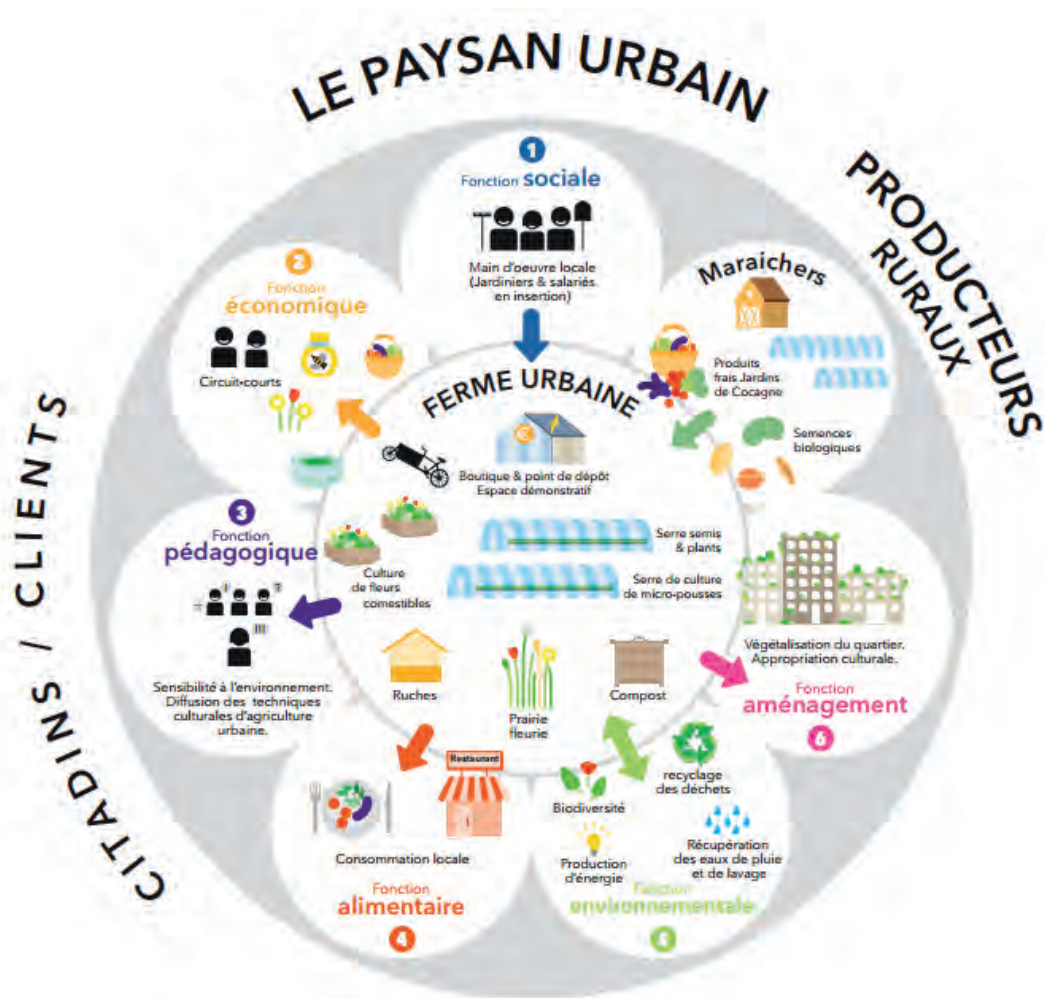 LE PAYSAN URBAIN
PRODUCTEURS
RURAUX
CITADINS / CLIENTS
1
Fonction sociale
Main d'oeuvre locale
(Jardiniers & salariés
en insertion)
2
Fonction
économique
Circuit-courts
Maraichers
Produits
frais Jardins
de Cocagne
Semences
biologiques
FERME URBAINE
€
Boutique & point de dépôt
Espace démonstratif
Serre semis
& plants
Serre de culture
de micro-pousses
Culture
de fleurs
comestibles
Ruches
Prairie
fleurie
Compost
3
Fonction
pédagogique
! ?
!!!
Sensibilité à l'environnement.
Diffusion des techniques
culturales d'agriculture
urbaine.
Végétalisation du quartier.
Appropriation culturale.
Fonction
aménagement
6
Restaurant
Consommation locale
Fonction
alimentaire
4
Biodiversité
recyclage
des déchets
Production
d'énergie
Récupération
des eaux de pluie
et de lavage
Fonction
environnementale
5